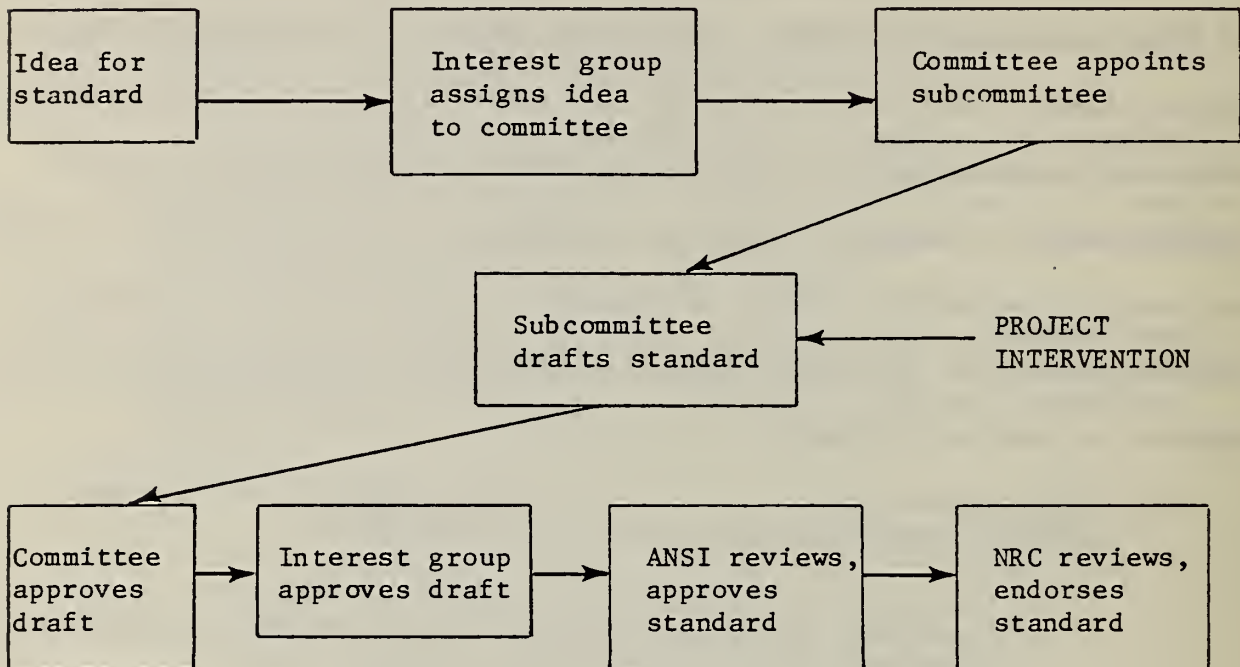 Idea for
standard
Interest group
assigns idea
to committee
Committee appoints
subcommittee
Subcommittee
drafts standard
PROJECT
INTERVENTION
Committee
approves
draft
Interest group
approves draft
ANSI reviews,
approves
standard
NRC reviews,
endorses
standard